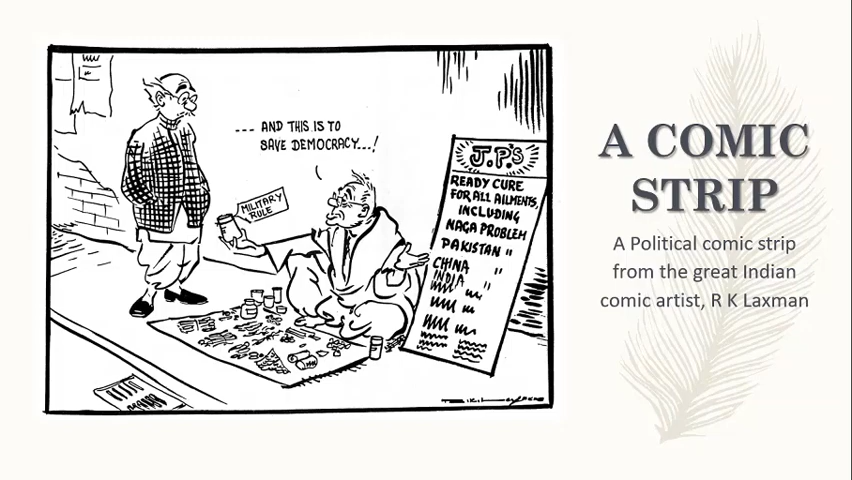 --- AND THIS IS TO
SAVE DEMOCRACY...!
MILITARY
RULE
J.P.'S
READY CURE
FOR ALL AILMENTS,
INCLUDING
NAGA PROBLEM
PAKISTAN "
CHINA "
INDIA "
A COMIC
STRIP
A Political comic strip
from the great Indian
comic artist, R K Laxman